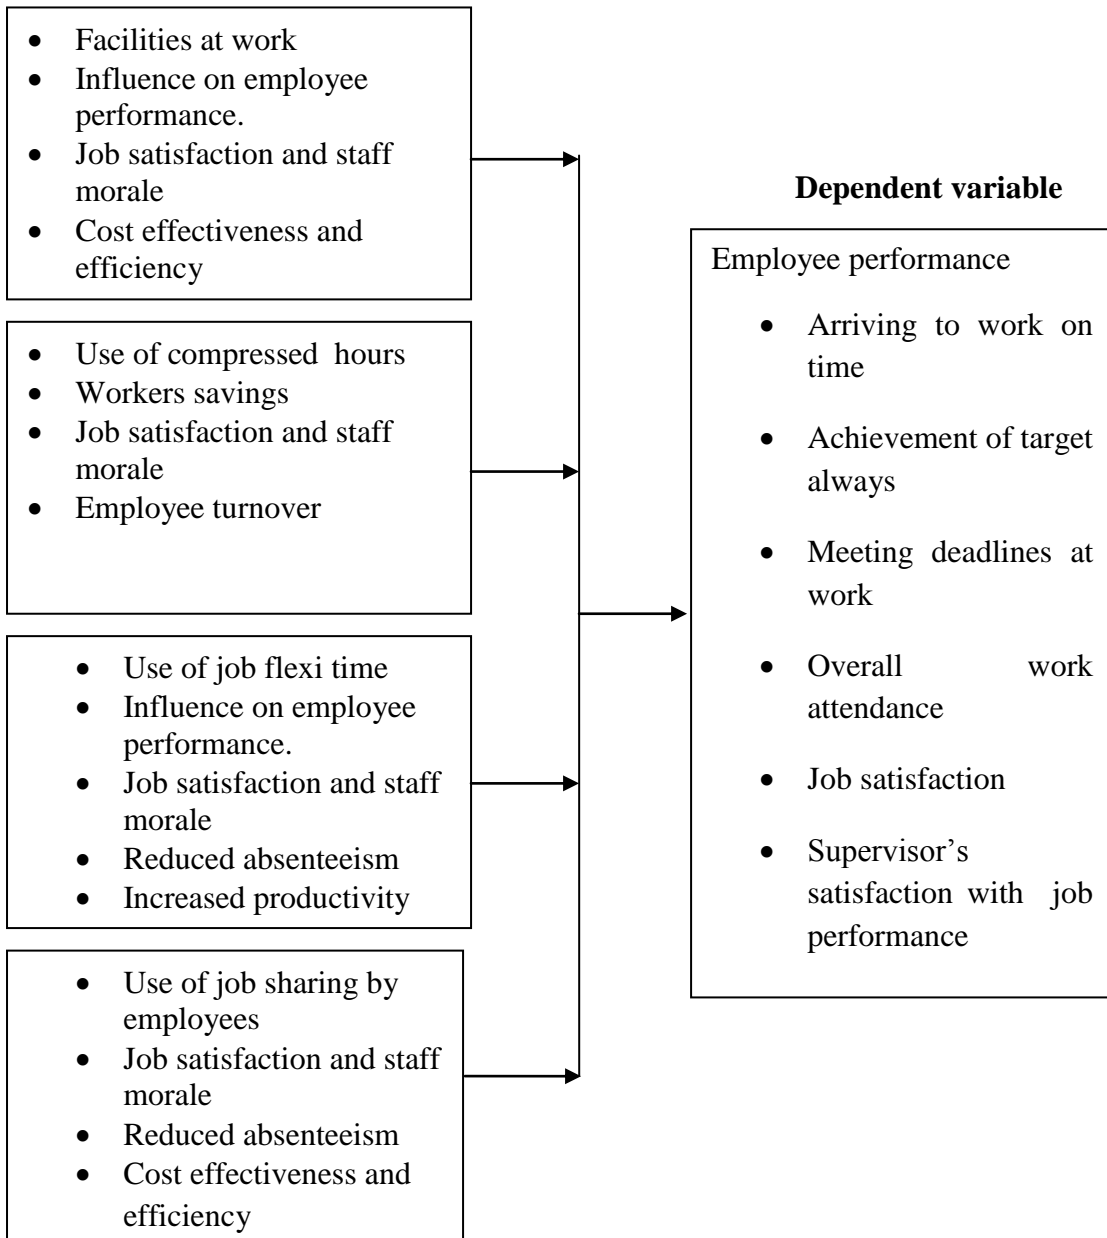 • Facilities at work
• Influence on employee
performance.
• Job satisfaction and staff
morale
• Cost effectiveness and
efficiency
• Use of compressed hours
• Workers savings
• Job satisfaction and staff
morale
• Employee turnover
• Use of job flexi time
• Influence on employee
performance.
• Job satisfaction and staff
morale
• Reduced absenteeism
• Increased productivity
• Use of job sharing by
employees
• Job satisfaction and staff
morale
• Reduced absenteeism
• Cost effectiveness and
efficiency
Dependent variable
Employee performance
• Arriving to work on
time
• Achievement of target
always
• Meeting deadlines at
work
• Overall work
attendance
• Job satisfaction
• Supervisor’s
satisfaction with job
performance